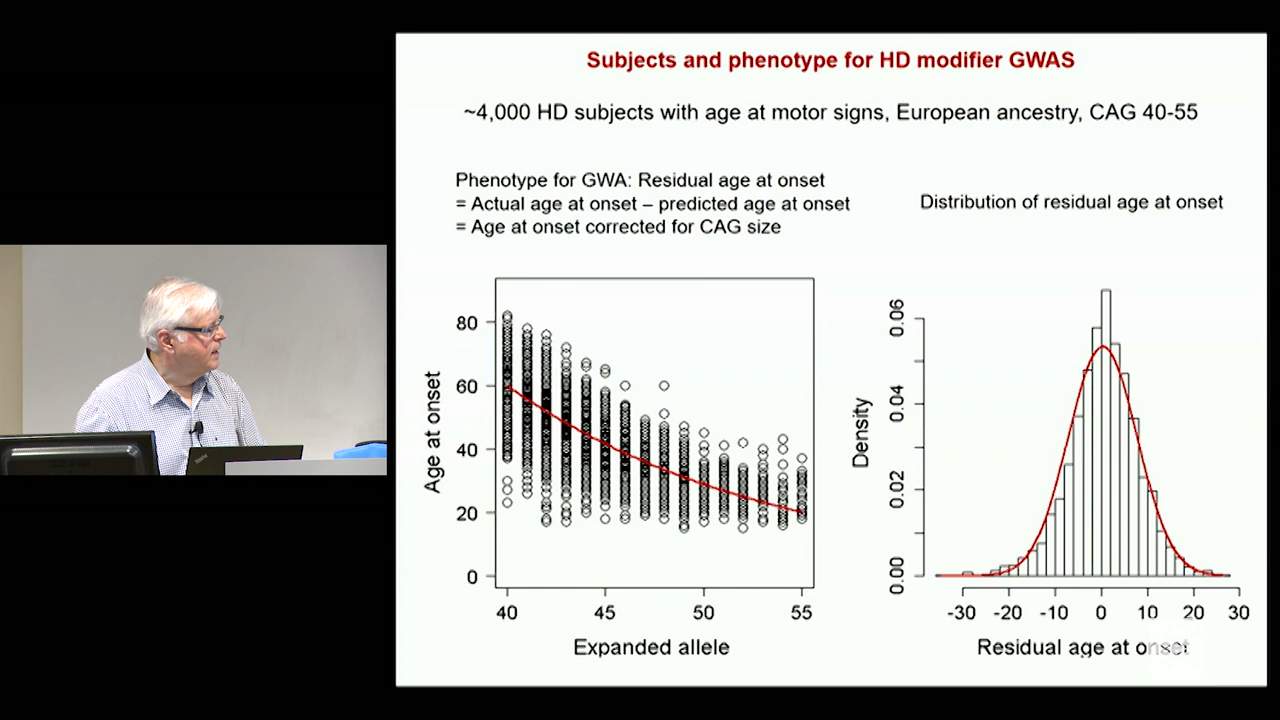 Subjects and phenotype for HD modifier GWAS
~4,000 HD subjects with age at motor signs, European ancestry, CAG 40-55
Phenotype for GWA: Residual age at onset
= Actual age at onset – predicted age at onset
= Age at onset corrected for CAG size
Distribution of residual age at onset
Age at onset
80
60
40
20
0
40
45
50
55
Expanded allele
Density
0.06
0.04
0.02
0.00
-30
-20
-10
0
10
20
30
Residual age at onset